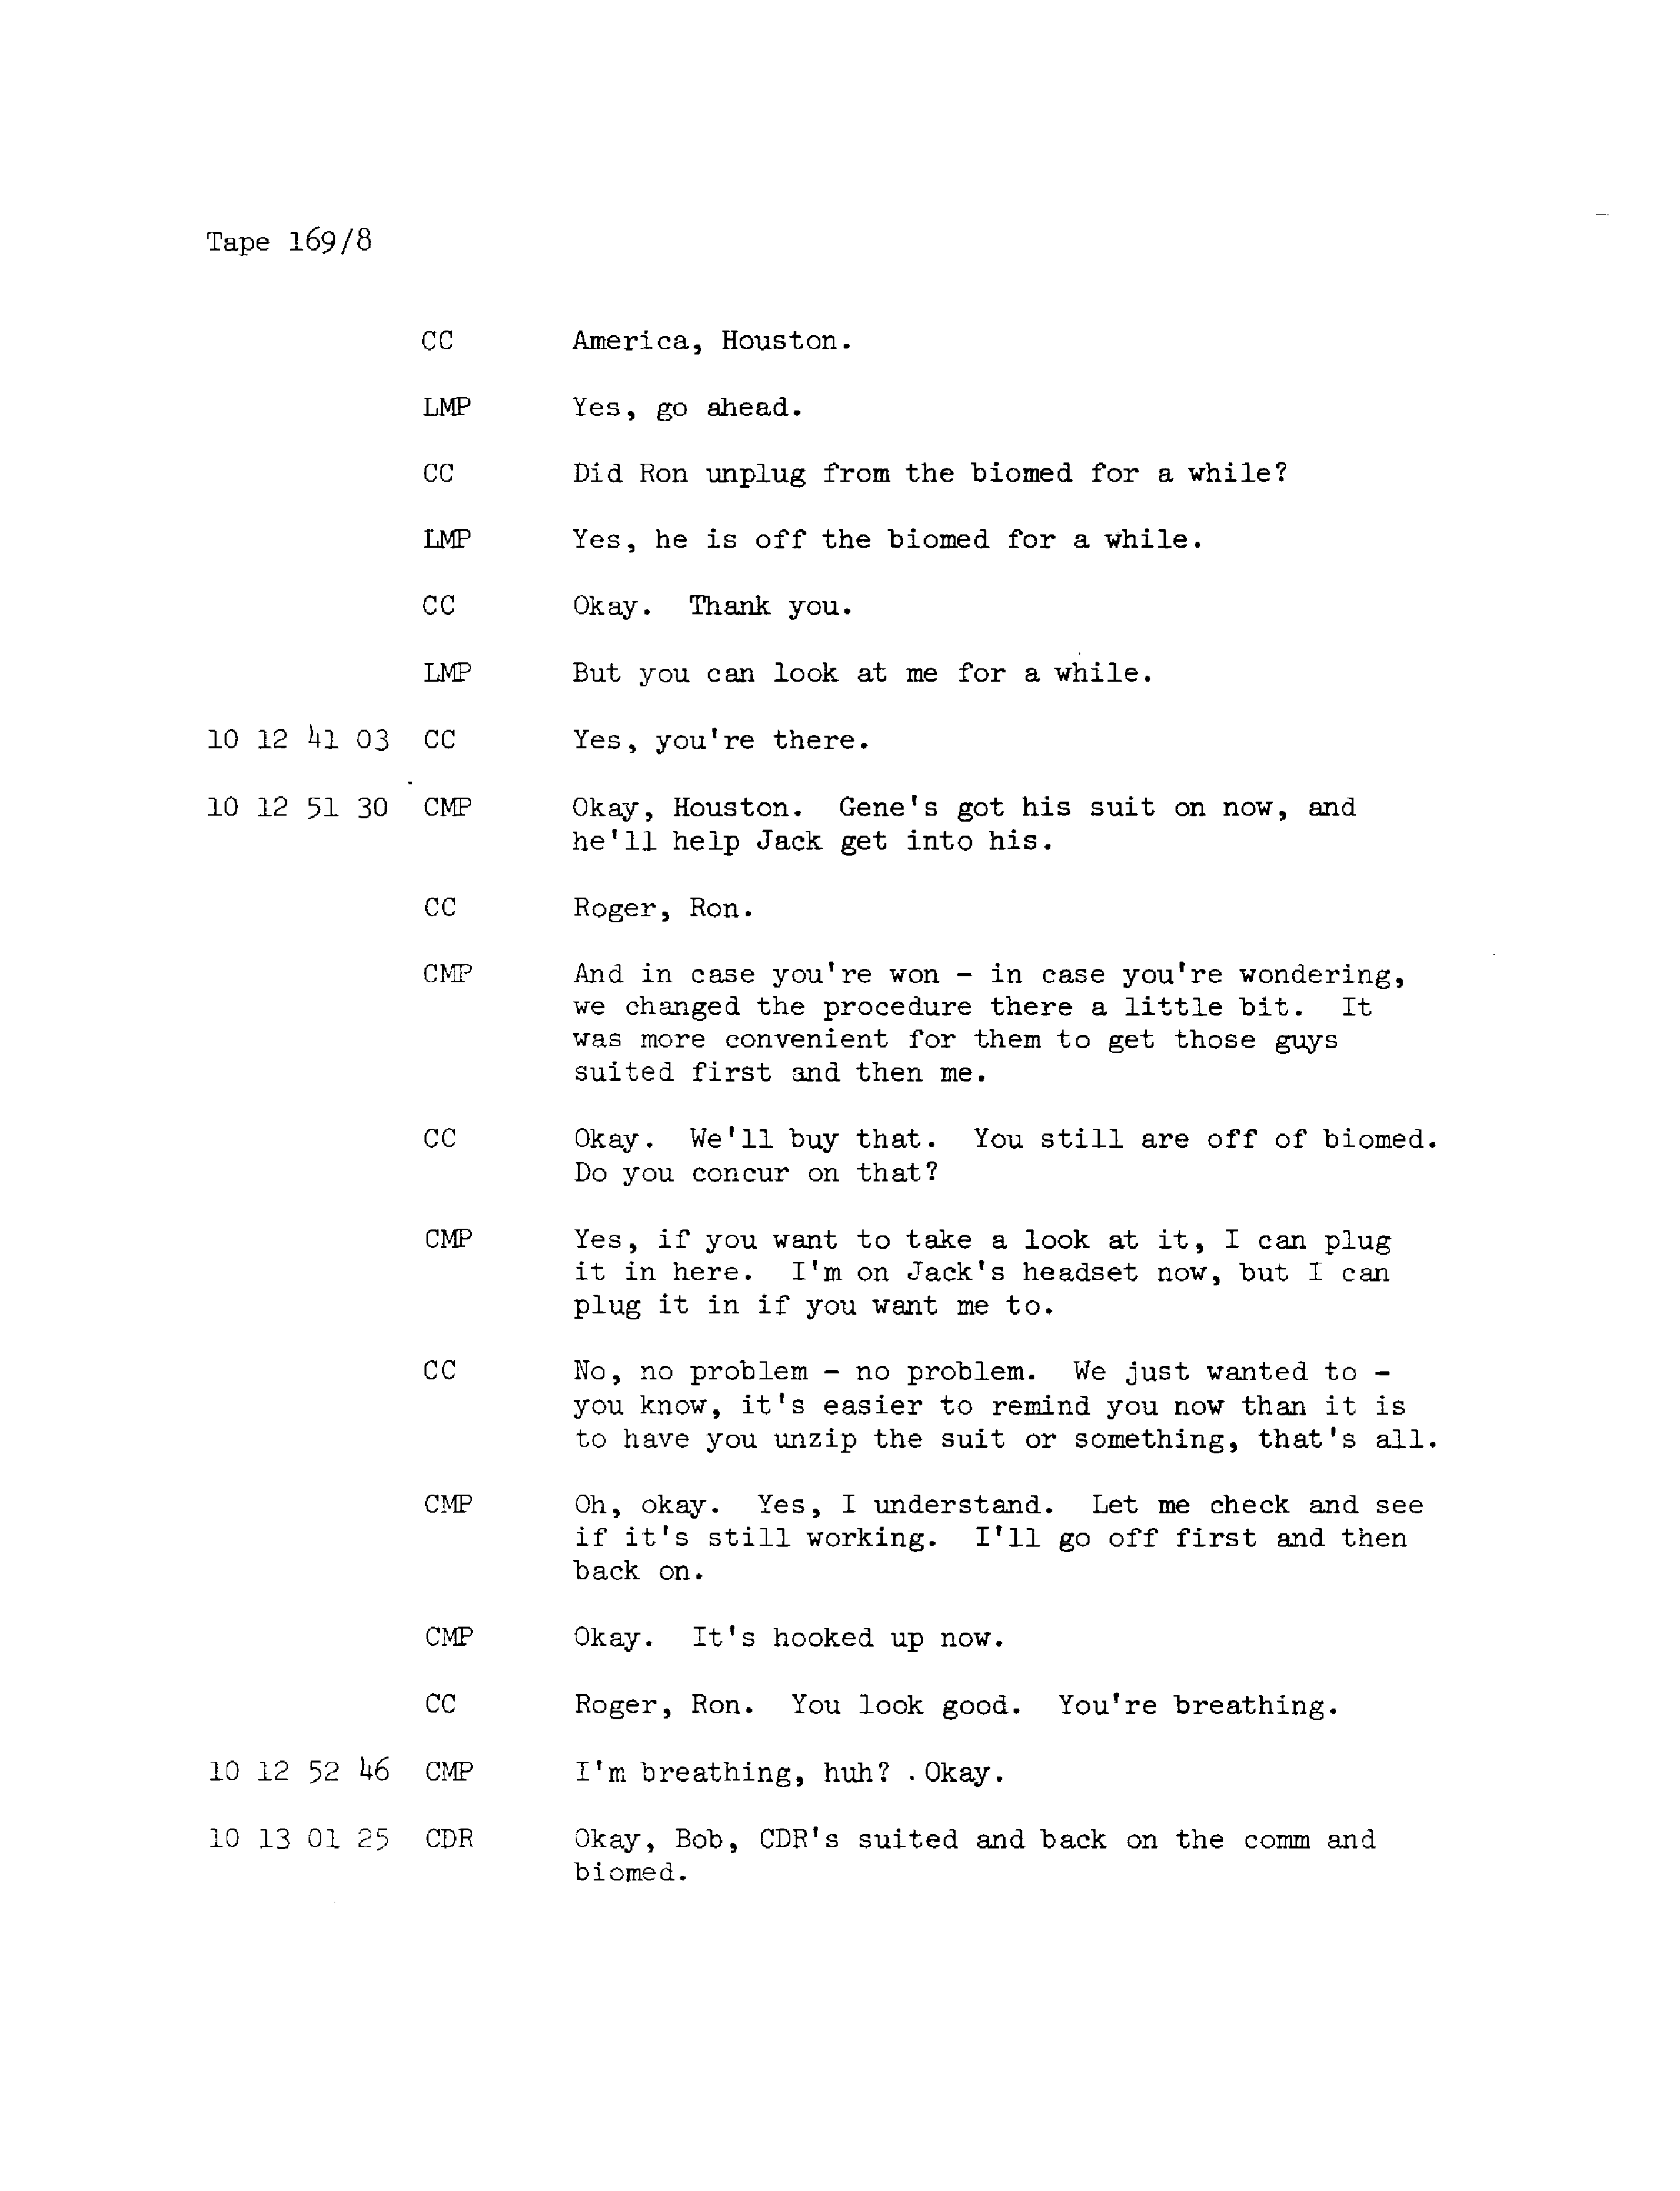 Tape 169/8
CC America, Houston.
LMP Yes, go ahead.
CC Did Ron unplug from the biomed for a while?
LMP Yes, he is off the biomed for a while.
CC Okay. Thank you.
LMP But you can look at me for a while.
10 12 41 03 CC Yes, you're there.
10 12 51 30 CMP Okay, Houston. Gene's got his suit on now, and
he'll help Jack get into his.
CC Roger, Ron.
CMP And in case you're won - in case you're wondering,
we changed the procedure there a little bit. It
was more convenient for them to get those guys
suited first and then me.
CC Okay. We'll buy that. You still are off of biomed.
Do you concur on that?
CMP Yes, if you want to take a look at it, I can plug
it in here. I'm on Jack's headset now, but I can
plug it in if you want me to.
CC No, no problem - no problem. We just wanted to -
you know, it's easier to remind you now than it is
to have you unzip the suit or something, that's all.
CMP Oh, okay. Yes, I understand. Let me check and see
if it's still working. I'll go off first and then
back on.
CMP Okay. It's hooked up now.
CC Roger, Ron. You look good. You're breathing.
10 12 52 46 CMP I'm breathing, huh? Okay.
10 13 01 25 CDR Okay, Bob, CDR's suited and back on the comm and
biomed.